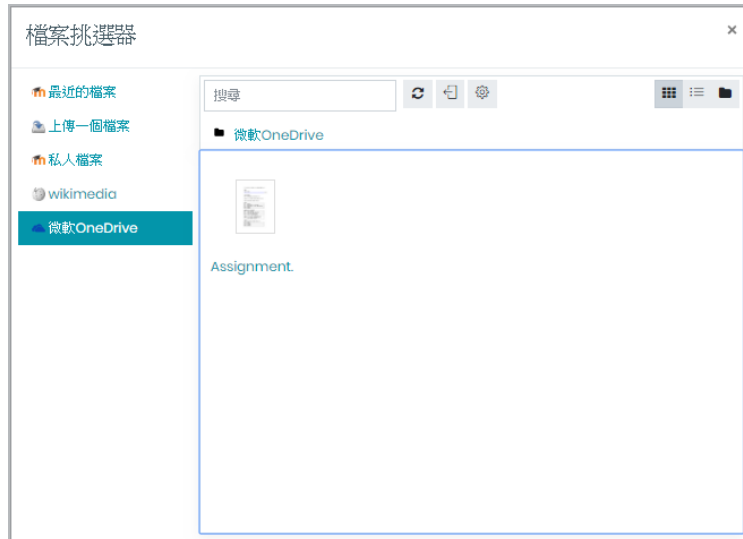 檔案挑選器
×
最近的檔案
上傳一個檔案
私人檔案
wikimedia
微軟OneDrive
搜尋
微軟OneDrive
Assignment.